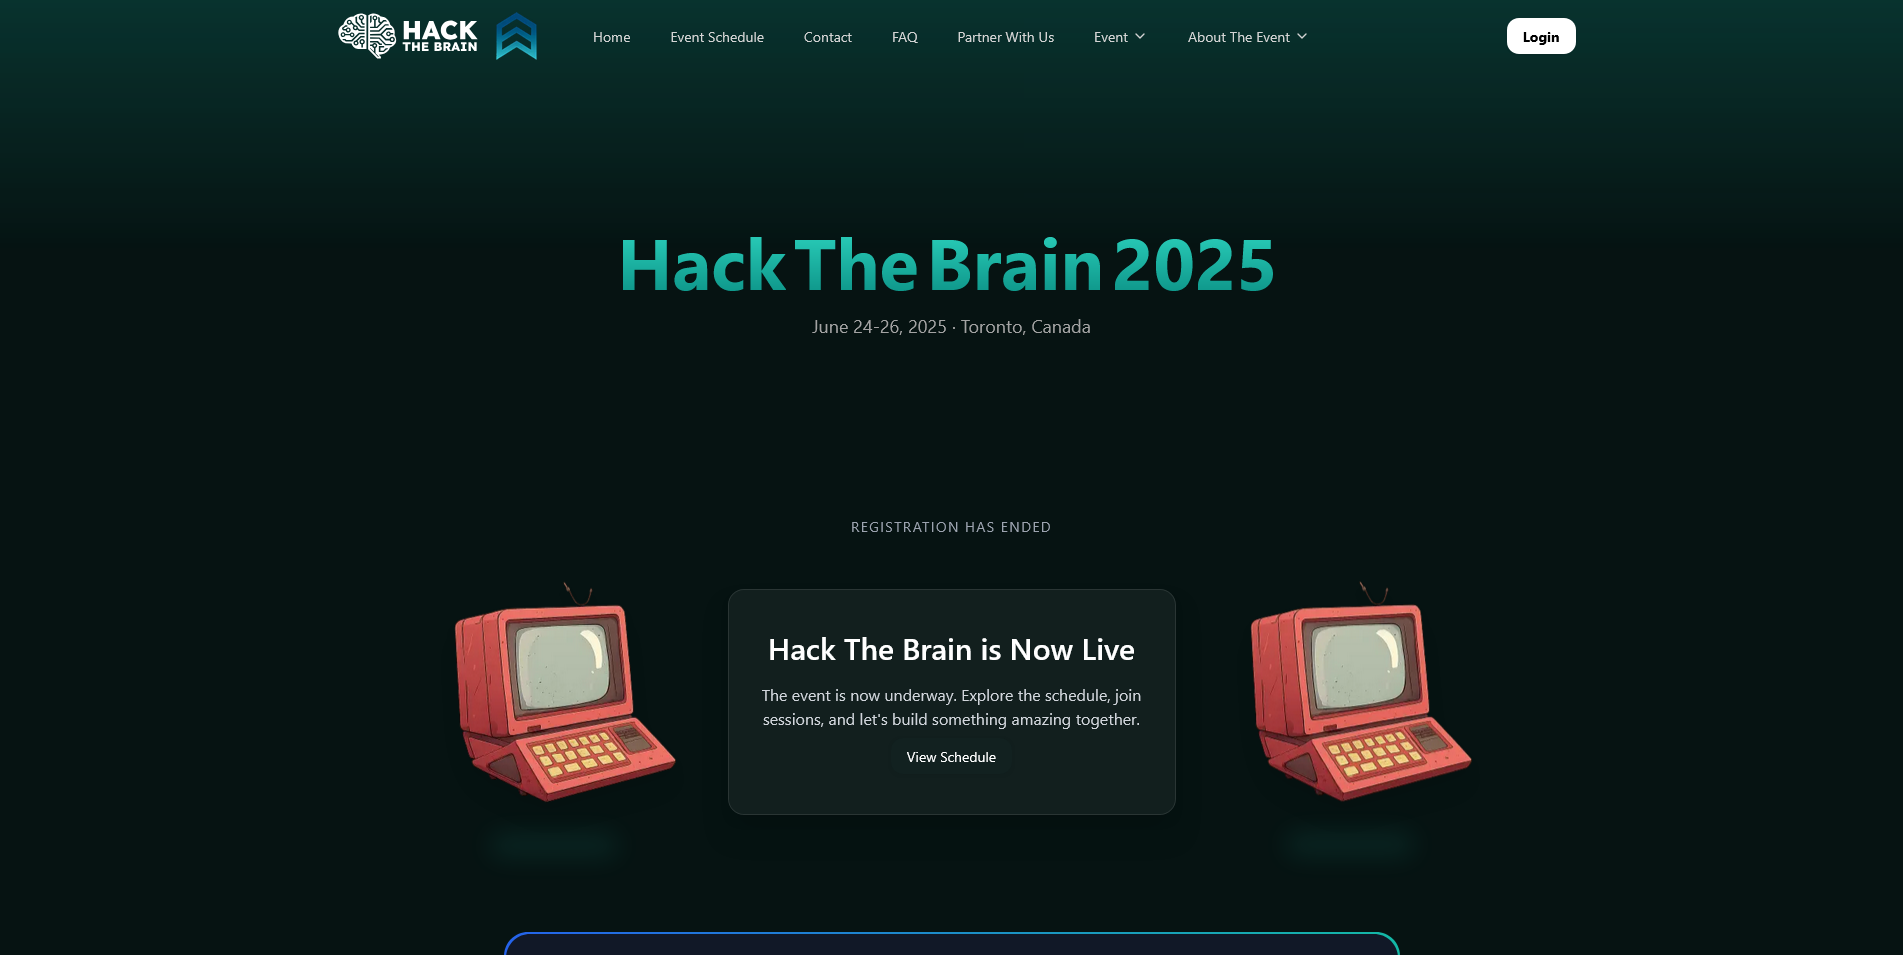 HACK
THE BRAIN
Home
Event Schedule
Contact
FAQ
Partner With Us
Event
About The Event
Login
Hack The Brain 2025
June 24-26, 2025 · Toronto, Canada
REGISTRATION HAS ENDED
Hack The Brain is Now Live
The event is now underway. Explore the schedule, join
sessions, and let's build something amazing together.
View Schedule